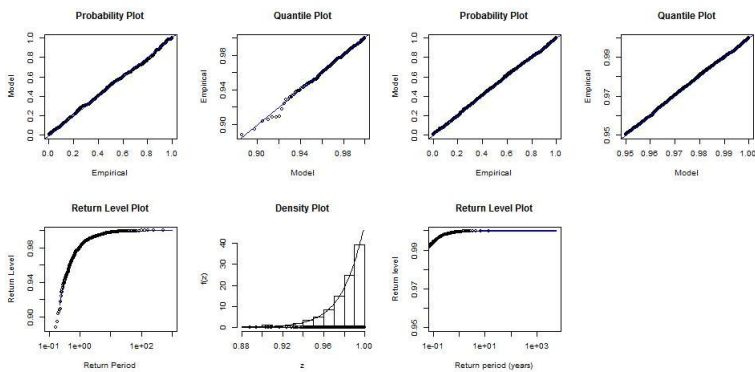 Probability Plot
Model
0.0 0.2 0.4 0.6 0.8 1.0
0.0 0.2 0.4 0.6 0.8 1.0
Empirical
Quantile Plot
Empirical
0.90 0.94 0.98
0.90 0.94 0.98
Model
Probability Plot
Model
0.0 0.2 0.4 0.6 0.8 1.0
0.0 0.2 0.4 0.6 0.8 1.0
Empirical
Quantile Plot
Empirical
0.95 0.97 0.99
0.95 0.96 0.97 0.98 0.99 1.00
Model
Return Level Plot
Return Level
0.90 0.94 0.98
1e-01 1e+00 1e+02
Return Period
Density Plot
f(z)
0 10 20 30 40
0.88 0.92 0.96 1.00
z
Return Level Plot
Return level
0.95 0.97 0.99
1e-01 1e+01 1e+03
Return period (years)